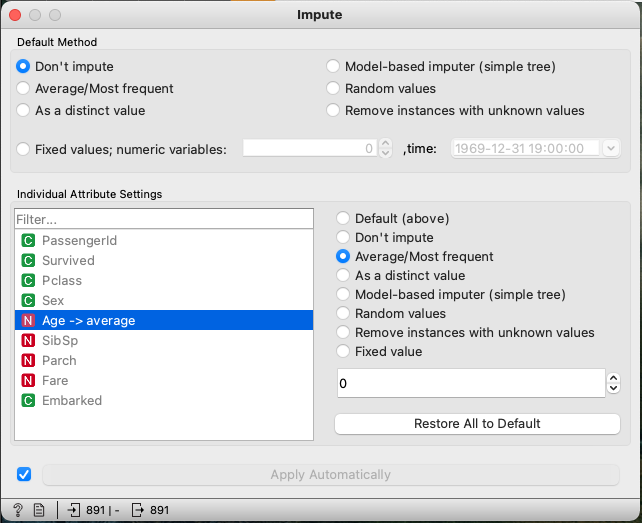 Impute
Default Method
Don't impute
Model-based imputer (simple tree)
Average/Most frequent
Random values
As a distinct value
Remove instances with unknown values
Fixed values; numeric variables: 0 ,time: 1969-12-31 19:00:00
Individual Attribute Settings
Filter...
C PassengerId
C Survived
C Pclass
C Sex
N Age -> average
N SibSp
N Parch
N Fare
C Embarked
Default (above)
Don't impute
Average/Most frequent
As a distinct value
Model-based imputer (simple tree)
Random values
Remove instances with unknown values
Fixed value
0
Restore All to Default
Apply Automatically
? 891 | - 891